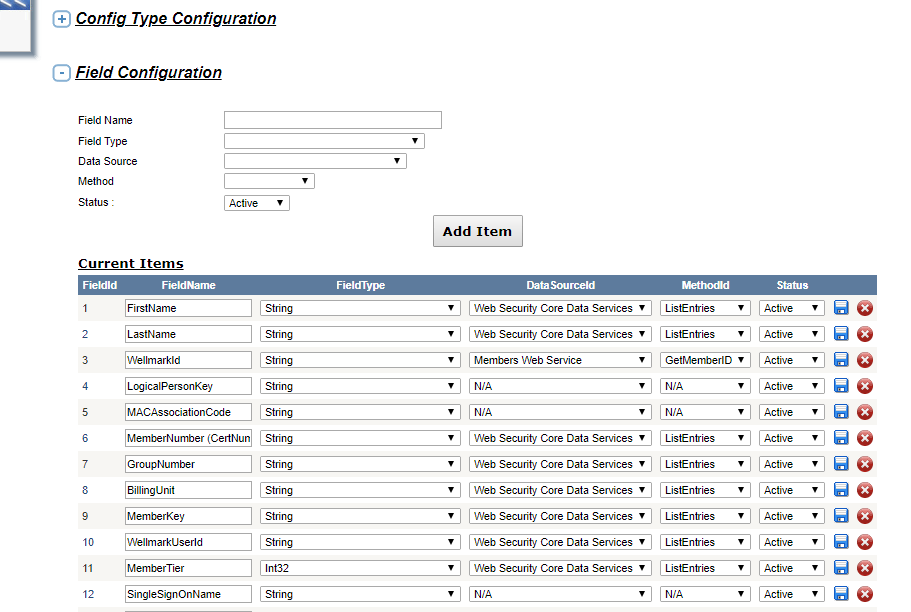 + Config Type Configuration
- Field Configuration
Field Name
Field Type
Data Source
Method
Status : Active
Add Item
Current Items
FieldId FieldName FieldType DataSourceId MethodId Status
1 FirstName String Web Security Core Data Services ListEntries Active
2 LastName String Web Security Core Data Services ListEntries Active
3 WellmarkId String Members Web Service GetMemberID Active
4 LogicalPersonKey String N/A N/A Active
5 MACAssociationCode String N/A N/A Active
6 MemberNumber (CertNun String Web Security Core Data Services ListEntries Active
7 GroupNumber String Web Security Core Data Services ListEntries Active
8 BillingUnit String Web Security Core Data Services ListEntries Active
9 MemberKey String Web Security Core Data Services ListEntries Active
10 WellmarkUserId String Web Security Core Data Services ListEntries Active
11 MemberTier Int32 Web Security Core Data Services ListEntries Active
12 SingleSignOnName String N/A N/A Active